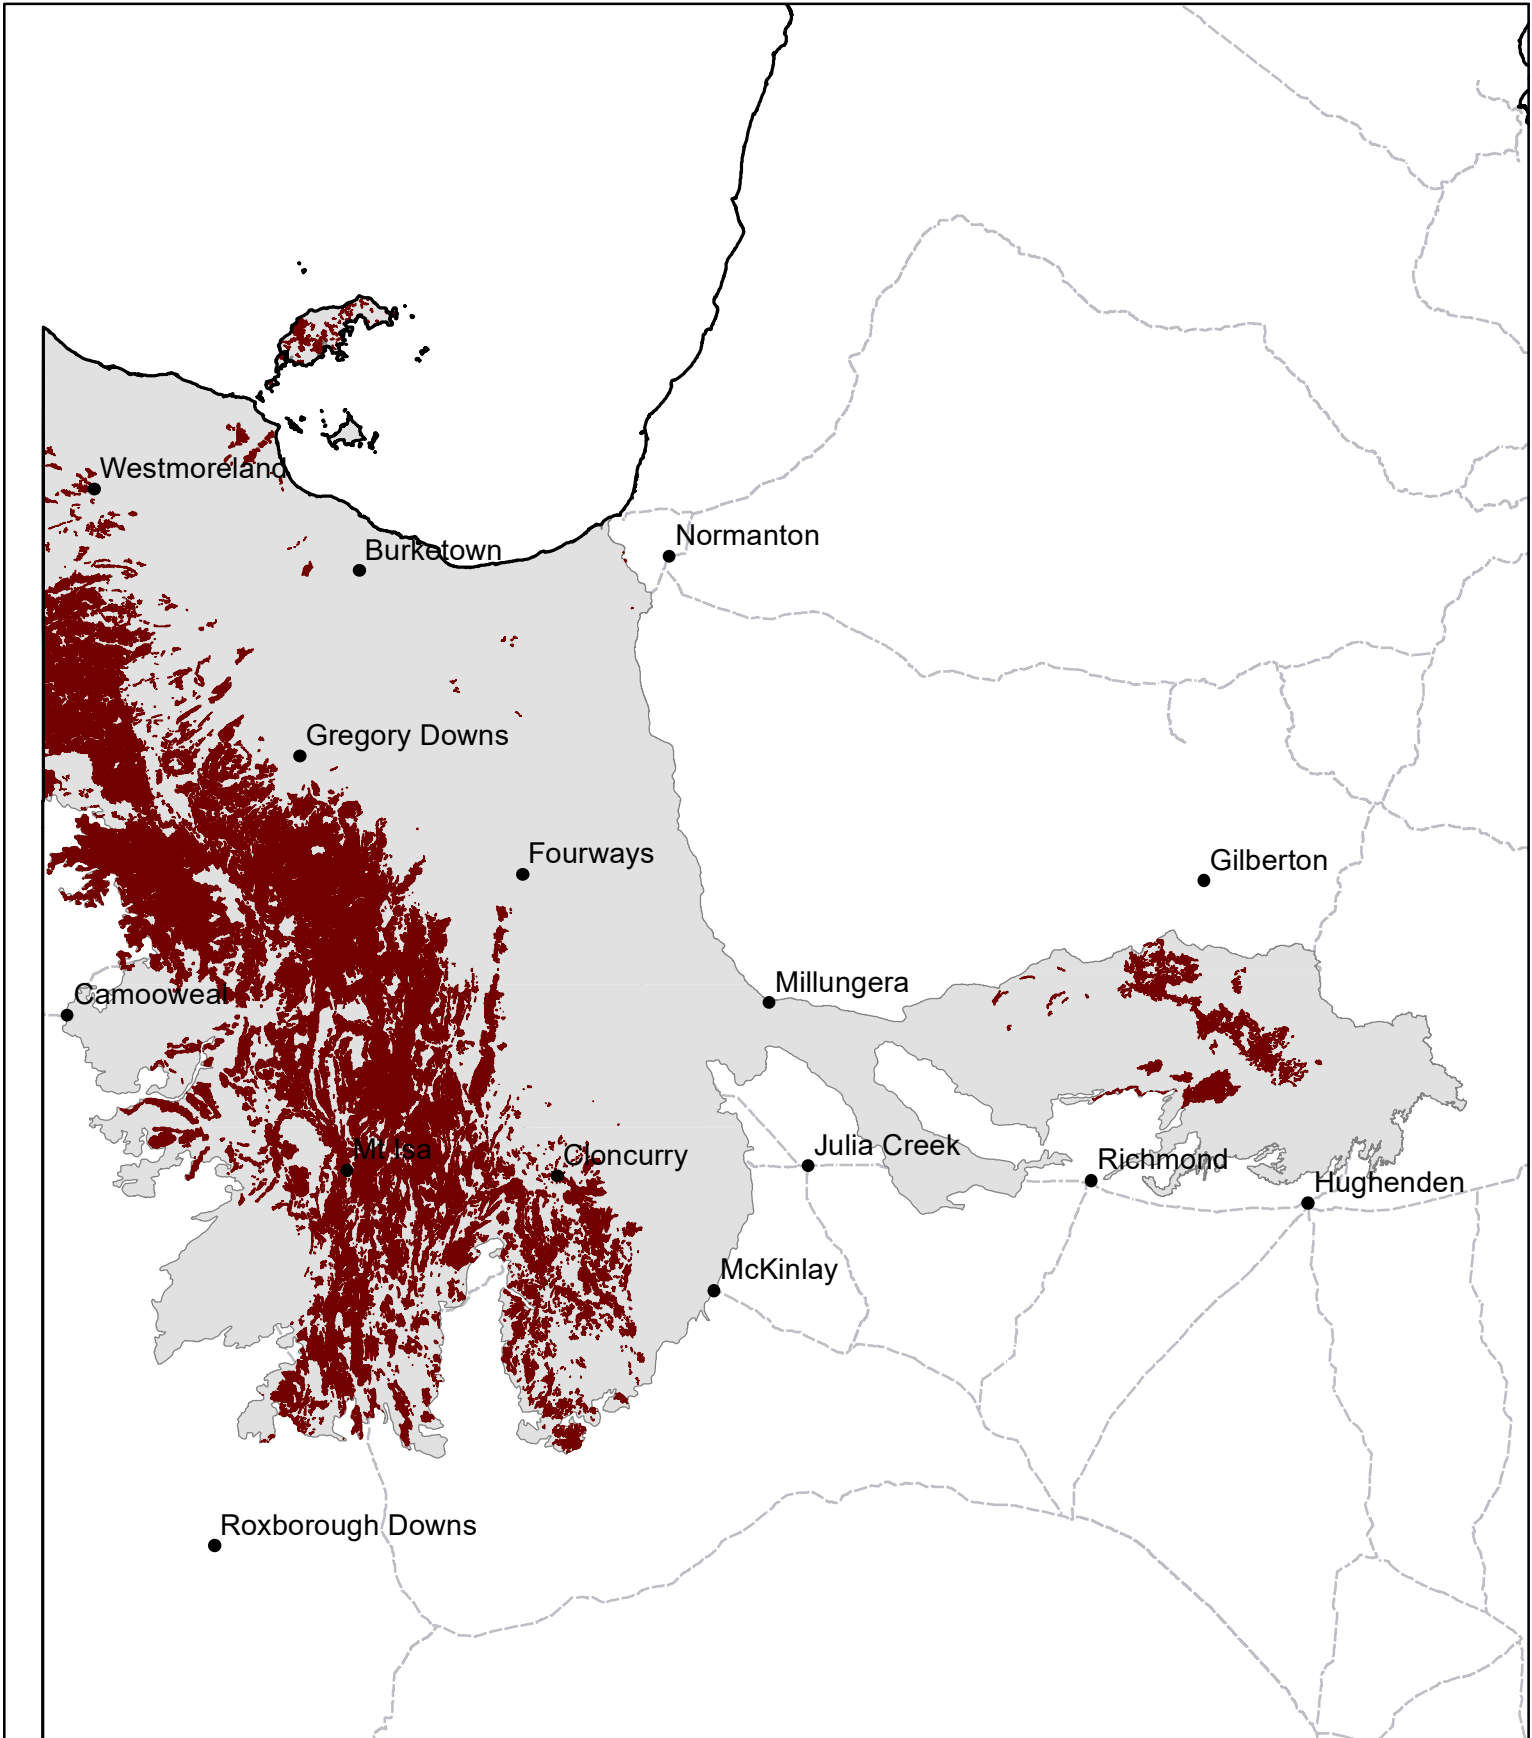 Westmoreland
Normanton
Burketown
Gregory Downs
Fourways
Gilberton
Millungera
Camooweal
Julia Creek
Mt Isa
Cloncurry
Richmond
Hughenden
McKinlay
Roxborough Downs